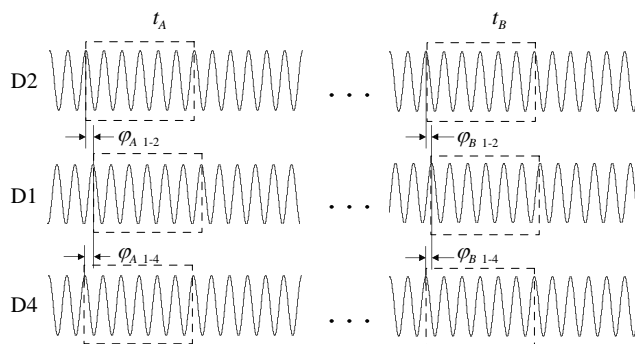 t_A t_B
D2
. . .
φ_A 1-2 φ_B 1-2
D1
. . .
φ_A 1-4 φ_B 1-4
D4
. . .